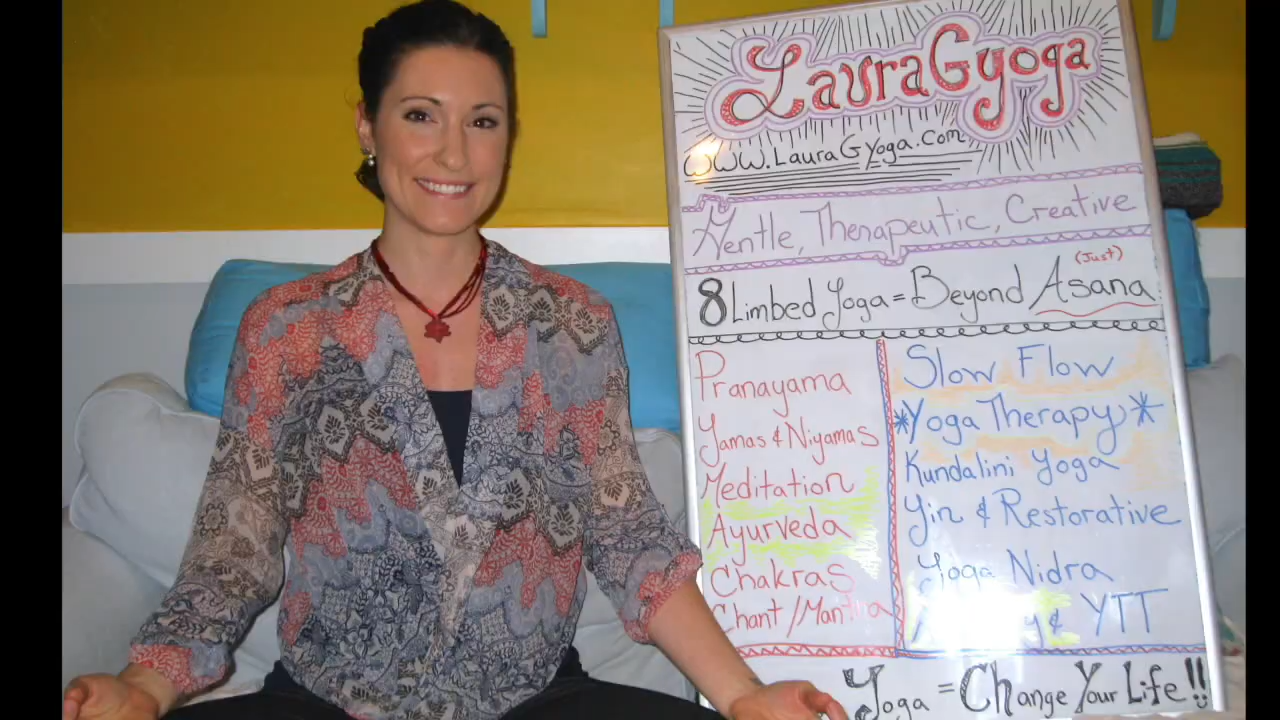 LauraGyoga
www.LauraGYoga.com
Gentle, Therapeutic, Creative
(Just)
8 Limbed Yoga = Beyond Asana
Pranayama
Yamas & Niyamas
Meditation
Ayurveda
Chakras
Chant / Mantra
Slow Flow
*Yoga Therapy*
Kundalini Yoga
Yin & Restorative
Yoga Nidra
& YTT
Yoga = Change Your Life!!